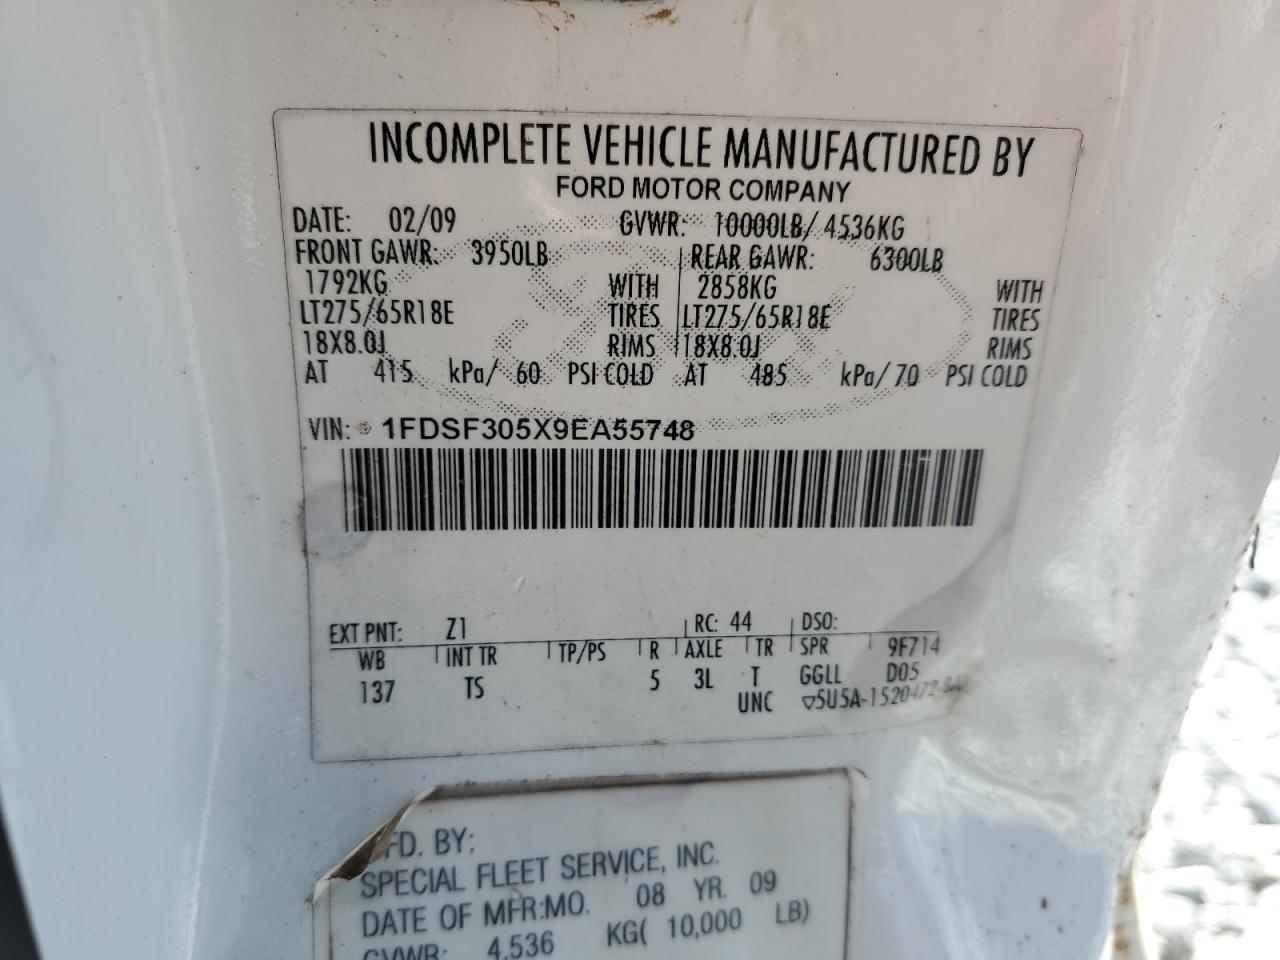 INCOMPLETE VEHICLE MANUFACTURED BY
FORD MOTOR COMPANY
DATE: 02/09 GVWR: 10000LB/ 4536KG
FRONT GAWR: 3950LB REAR GAWR: 6300LB
1792KG WITH 2858KG WITH
LT275/65R18E TIRES LT275/65R18E TIRES
18X8.0J RIMS 18X8.0J RIMS
AT 415 kPa/ 60 PSI COLD AT 485 kPa/ 70 PSI COLD
VIN: 1FDSF305X9EA55748
EXT PNT: Z1 RC: 44 DSO:
WB INT TR TP/PS R AXLE TR SPR 9F714
137 TS 5 3L T GGLL D05
UNC
MFD. BY:
SPECIAL FLEET SERVICE, INC.
DATE OF MFR:MO. 08 YR. 09
GVWR: 4,536 KG( 10,000 LB)